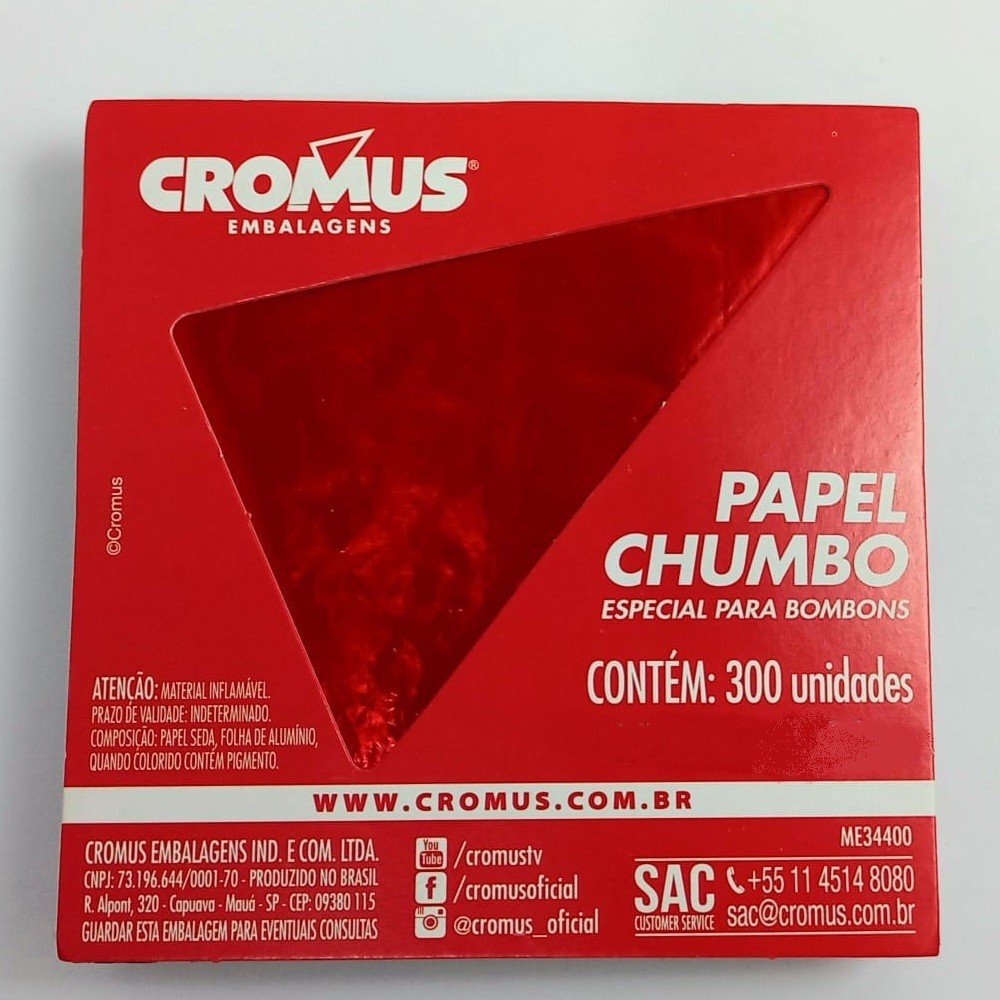 CROMUS®
EMBALAGENS
©Cromus
PAPEL
CHUMBO
ESPECIAL PARA BOMBONS
CONTÉM: 300 unidades
ATENÇÃO: MATERIAL INFLAMÁVEL.
PRAZO DE VALIDADE: INDETERMINADO.
COMPOSIÇÃO: PAPEL SEDA, FOLHA DE ALUMÍNIO,
QUANDO COLORIDO CONTÉM PIGMENTO.
WWW.CROMUS.COM.BR
ME34400
CROMUS EMBALAGENS IND. E COM. LTDA.
CNPJ: 73.196.644/0001-70 - PRODUZIDO NO BRASIL
R. Alpont, 320 - Capuava - Mauá - SP - CEP: 09380 115
GUARDAR ESTA EMBALAGEM PARA EVENTUAIS CONSULTAS
You Tube /cromustv
f /cromusoficial
@cromus_oficial
SAC
CUSTOMER SERVICE
+55 11 4514 8080
sac@cromus.com.br